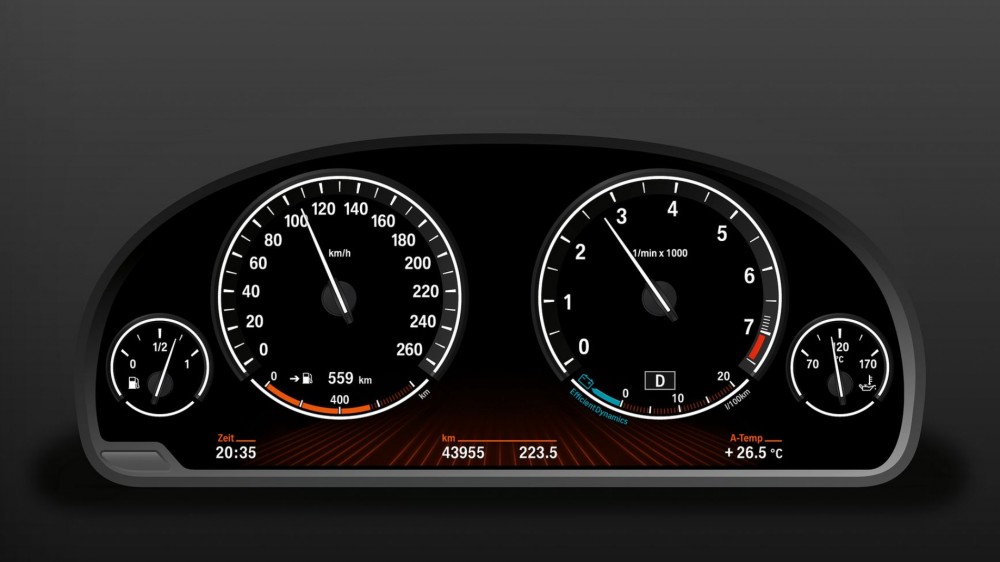 0
20
40
60
80
100
120
140
160
180
200
220
240
260
km/h
0
559 km
400
km
0
1
2
3
4
5
6
7
1/min x 1000
D
EfficientDynamics
0
10
20
l/100km
0
1/2
1
70
120
170
°C
Zeit
20:35
km
43955 223.5
A-Temp
+ 26.5 °C